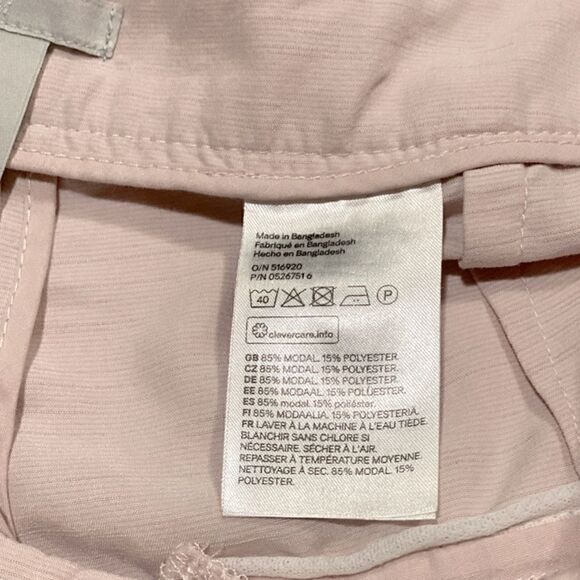 Made in Bangladesh
Fabriqué en Bangladesh
Hecho en Bangladesh
O/N 516920
P/N 0526751 6
40 P
clevercare.info
GB 85% MODAL. 15% POLYESTER.
CZ 85% MODAL. 15% POLYESTER.
DE 85% MODAL. 15% POLYESTER.
EE 85% MODAAL. 15% POLÜESTER.
ES 85% modal. 15% poliéster.
FI 85% MODAALIA. 15% POLYESTERIÄ.
FR LAVER À LA MACHINE À L'EAU TIÈDE.
BLANCHIR SANS CHLORE SI
NÉCESSAIRE. SÉCHER À L'AIR.
REPASSER À TEMPÉRATURE MOYENNE.
NETTOYAGE À SEC. 85% MODAL. 15%
POLYESTER.